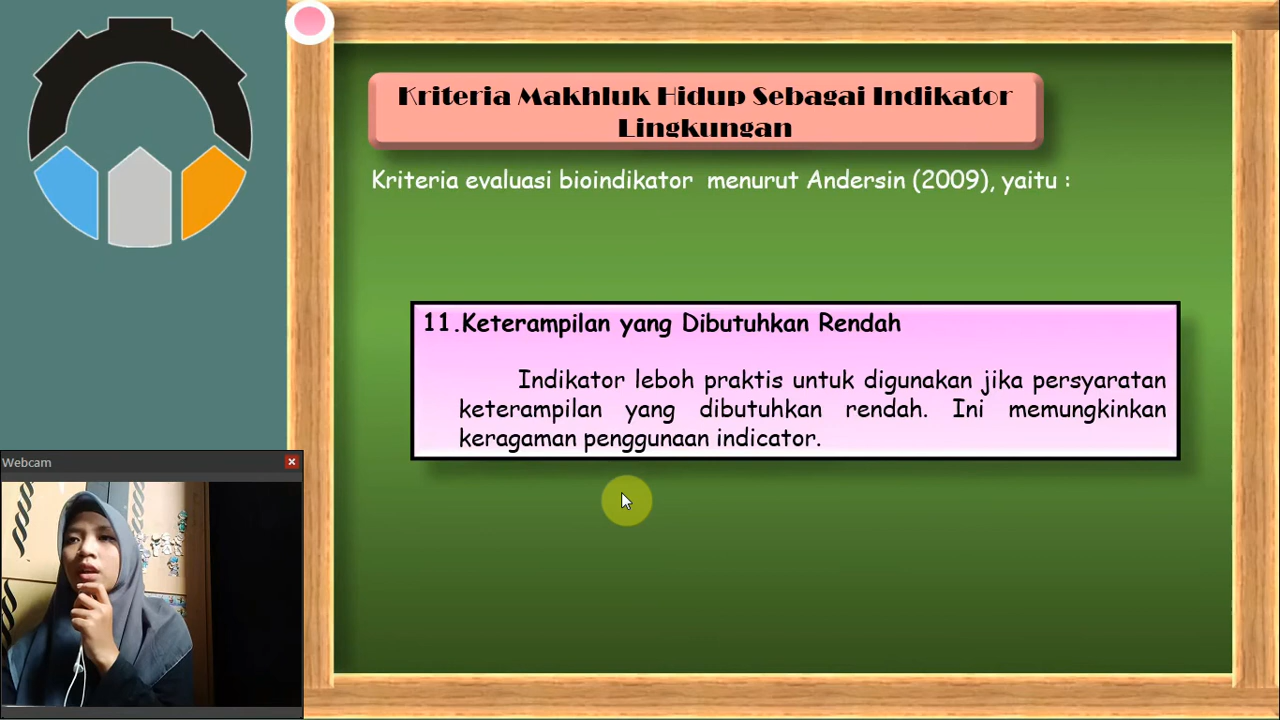 Kriteria Makhluk Hidup Sebagai Indikator
Lingkungan
Kriteria evaluasi bioindikator menurut Andersin (2009), yaitu :
11.Keterampilan yang Dibutuhkan Rendah
Indikator leboh praktis untuk digunakan jika persyaratan
keterampilan yang dibutuhkan rendah. Ini memungkinkan
keragaman penggunaan indicator.
Webcam